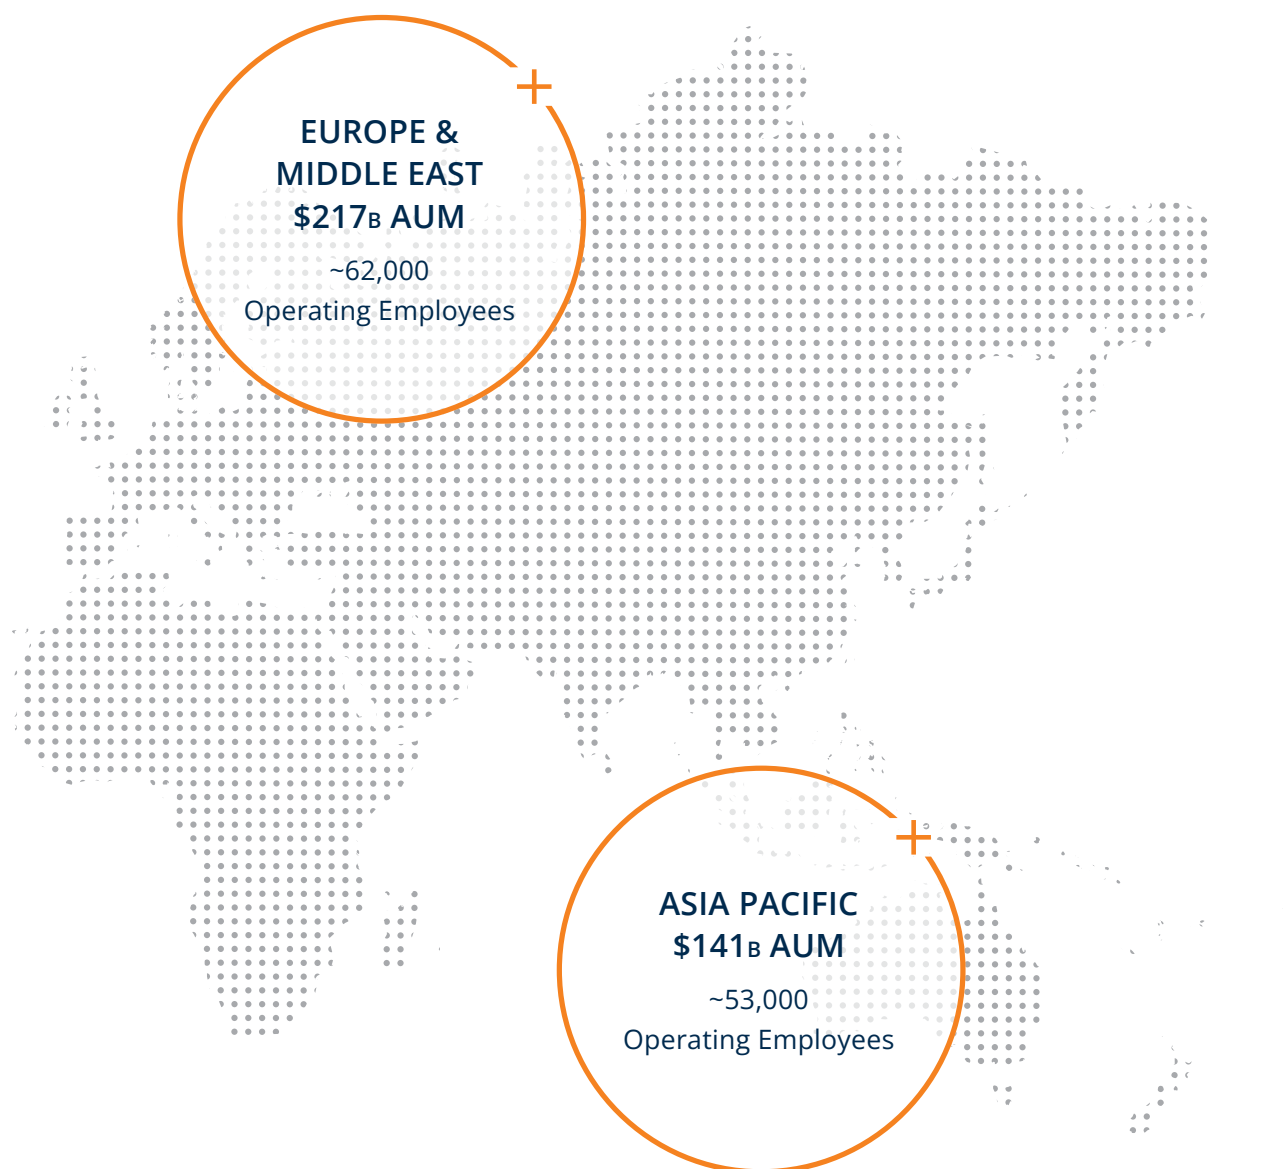 EUROPE &
MIDDLE EAST
$217B AUM
~62,000
Operating Employees
ASIA PACIFIC
$141B AUM
~53,000
Operating Employees